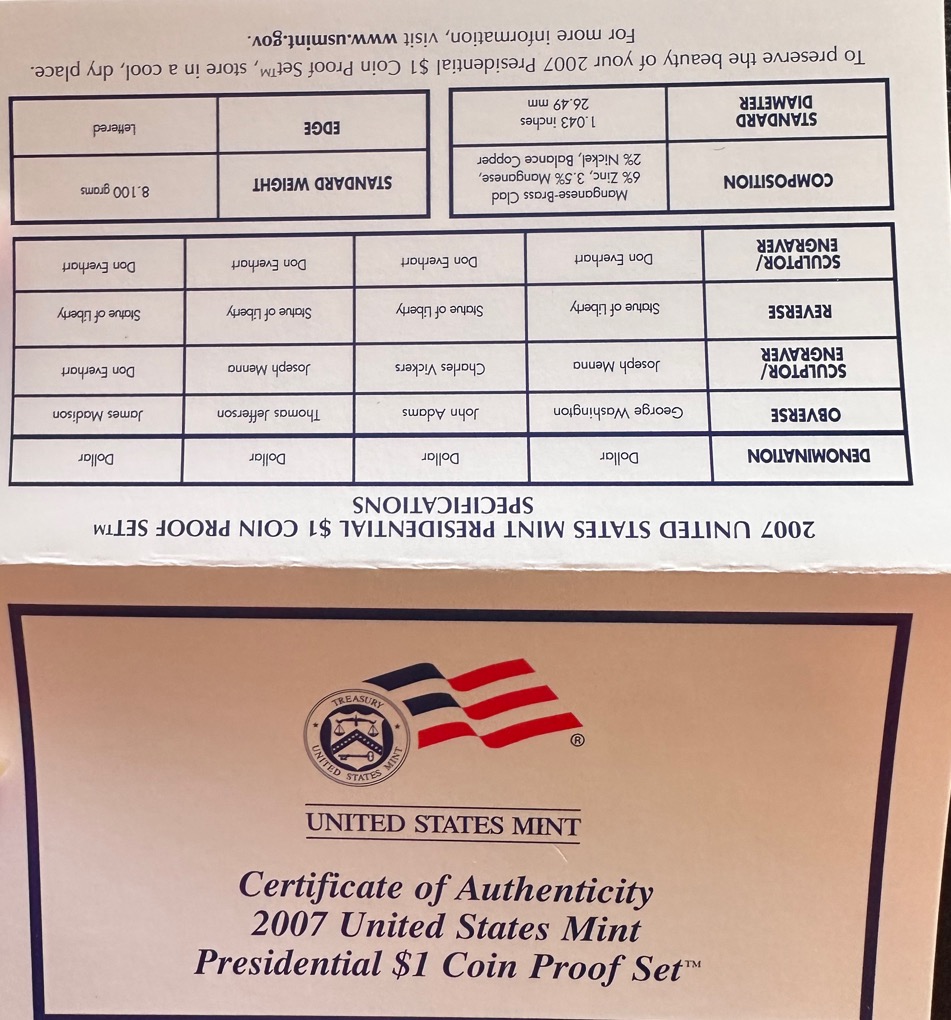 2007 UNITED STATES MINT PRESIDENTIAL $1 COIN PROOF SET™
SPECIFICATIONS
DENOMINATION Dollar Dollar Dollar Dollar
OBVERSE George Washington John Adams Thomas Jefferson James Madison
SCULPTOR/
ENGRAVER Joseph Menna Charles Vickers Joseph Menna Don Everhart
REVERSE Statue of Liberty Statue of Liberty Statue of Liberty Statue of Liberty
SCULPTOR/
ENGRAVER Don Everhart Don Everhart Don Everhart Don Everhart
COMPOSITION
Manganese-Brass Clad
6% Zinc, 3.5% Manganese,
2% Nickel, Balance Copper
STANDARD WEIGHT 8.100 grams
STANDARD
DIAMETER
1.043 inches
26.49 mm
EDGE Lettered
To preserve the beauty of your 2007 Presidential $1 Coin Proof Set™, store in a cool, dry place.
For more information, visit www.usmint.gov.
TREASURY
UNITED STATES MINT
®
UNITED STATES MINT
Certificate of Authenticity
2007 United States Mint
Presidential $1 Coin Proof Set™